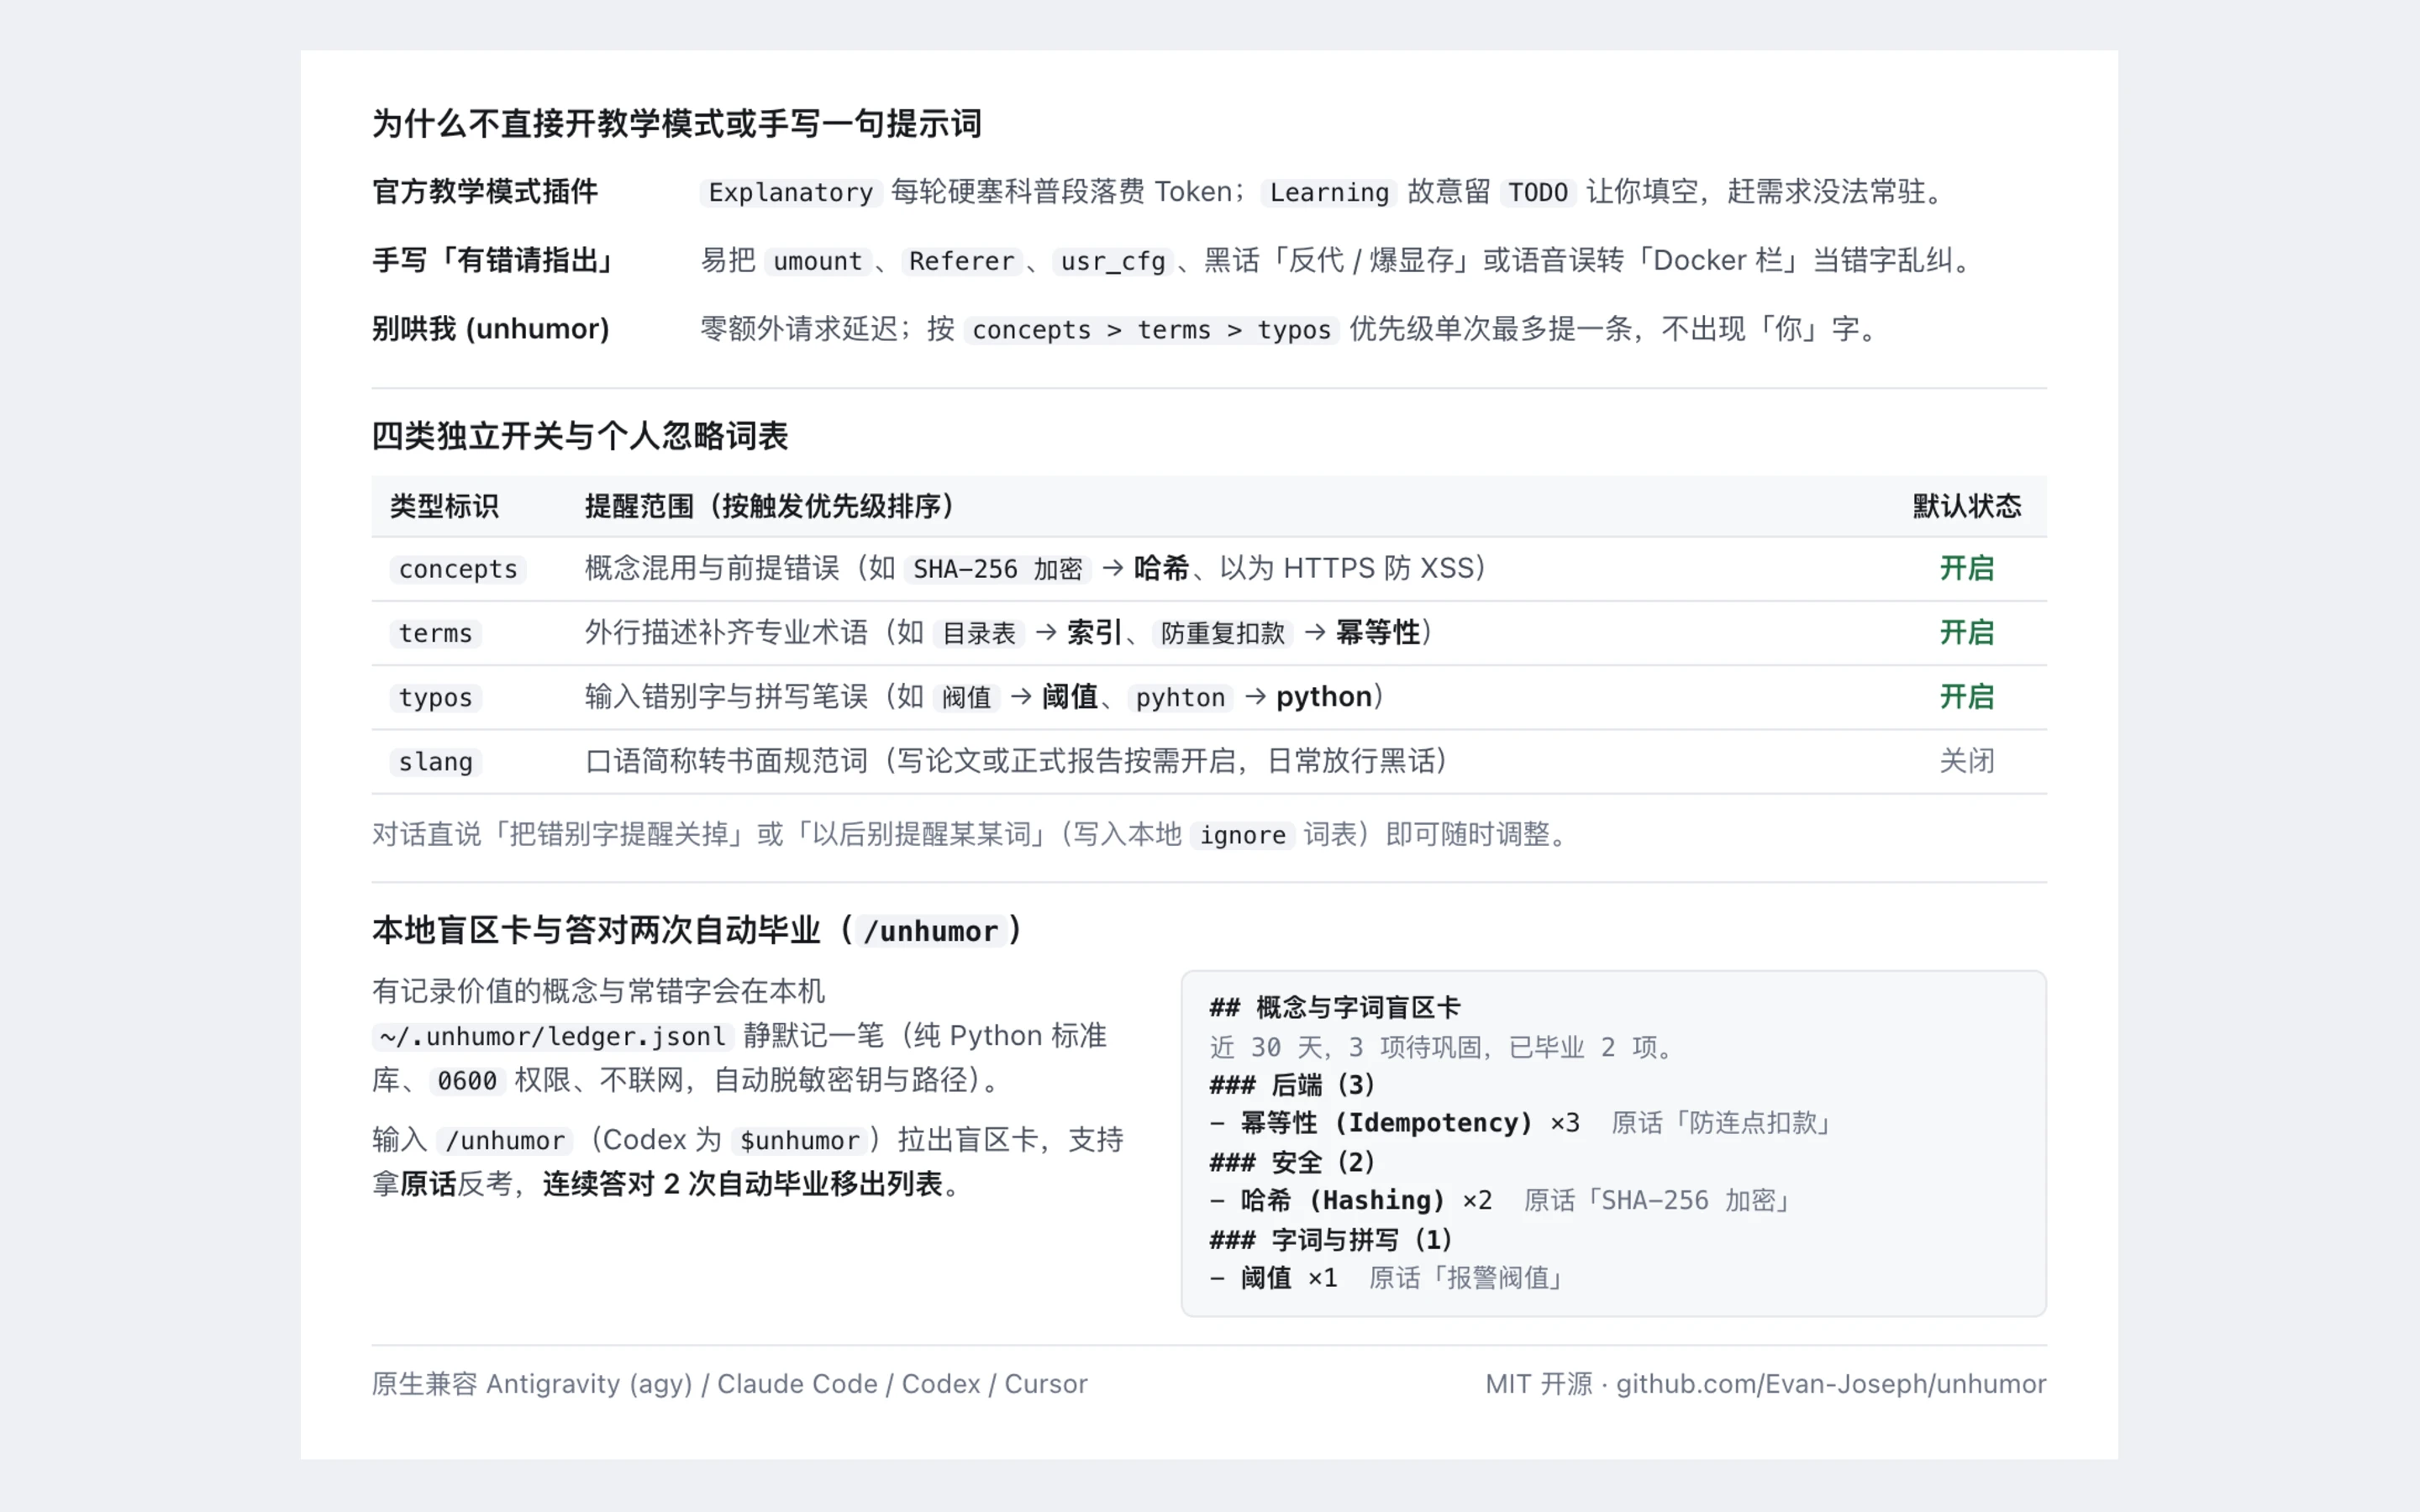 为什么不直接开教学模式或手写一句提示词
官方教学模式插件 Explanatory 每轮硬塞科普段落费 Token；Learning 故意留 TODO 让你填空，赶需求没法常驻。
手写「有错请指出」 易把 umount、Referer、usr_cfg、黑话「反代 / 爆显存」或语音误转「Docker 栏」当错字乱纠。
别哄我 (unhumor) 零额外请求延迟；按 concepts > terms > typos 优先级单次最多提一条，不出现「你」字。
四类独立开关与个人忽略词表
类型标识 提醒范围（按触发优先级排序） 默认状态
concepts 概念混用与前提错误（如 SHA-256 加密 → 哈希、以为 HTTPS 防 XSS） 开启
terms 外行描述补齐专业术语（如 目录表 → 索引、防重复扣款 → 幂等性） 开启
typos 输入错别字与拼写笔误（如 阀值 → 阈值、pyhton → python） 开启
slang 口语简称转书面规范词（写论文或正式报告按需开启，日常放行黑话） 关闭
对话直说「把错别字提醒关掉」或「以后别提醒某某词」（写入本地 ignore 词表）即可随时调整。
本地盲区卡与答对两次自动毕业（/unhumor）
有记录价值的概念与常错字会在本机
~/.unhumor/ledger.jsonl 静默记一笔（纯 Python 标准
库、0600 权限、不联网，自动脱敏密钥与路径）。
输入 /unhumor （Codex 为 $unhumor）拉出盲区卡，支持
拿原话反考，连续答对 2 次自动毕业移出列表。
## 概念与字词盲区卡
近 30 天，3 项待巩固，已毕业 2 项。
### 后端 (3)
- 幂等性 (Idempotency) ×3 原话「防连点扣款」
### 安全 (2)
- 哈希 (Hashing) ×2 原话「SHA-256 加密」
### 字词与拼写 (1)
- 阈值 ×1 原话「报警阀值」
原生兼容 Antigravity (agy) / Claude Code / Codex / Cursor
MIT 开源 · github.com/Evan-Joseph/unhumor